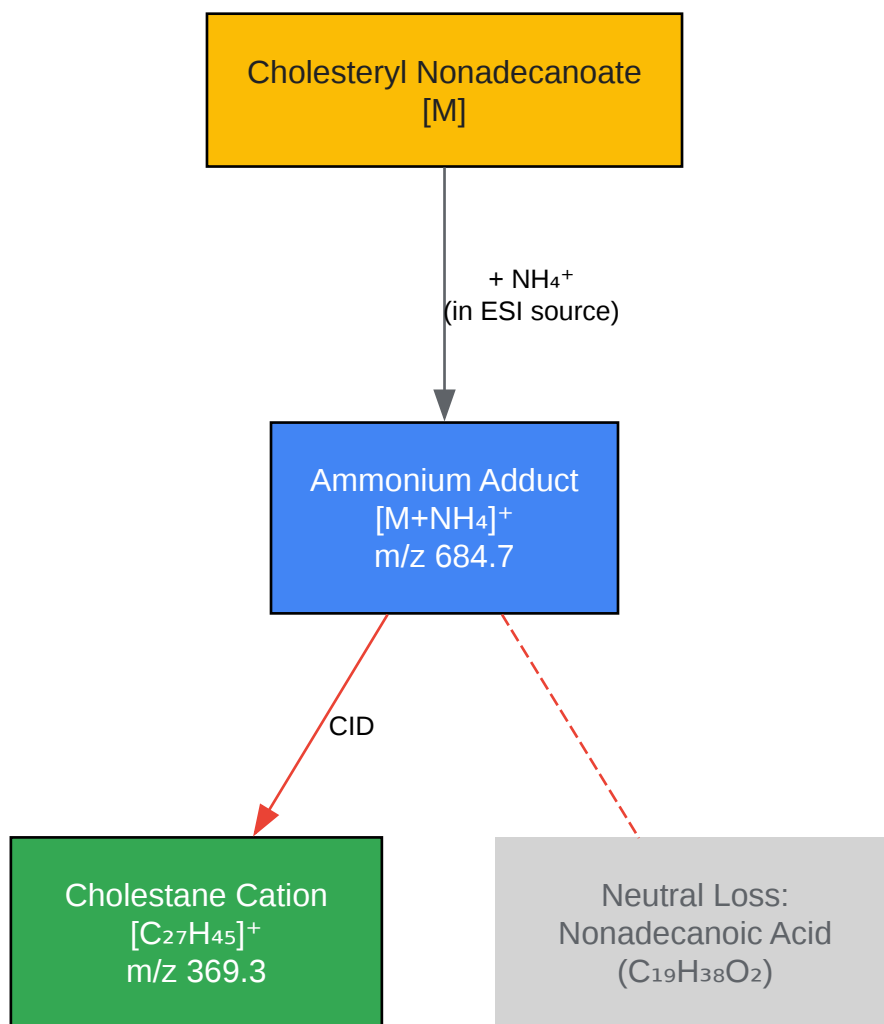 Cholesteryl Nonadecanoate
[M]
+ NH₄⁺
(in ESI source)
Ammonium Adduct
[M+NH₄]⁺
m/z 684.7
CID
Cholestane Cation
[C₂₇H₄₅]⁺
m/z 369.3
Neutral Loss:
Nonadecanoic Acid
(C₁₉H₃₈O₂)